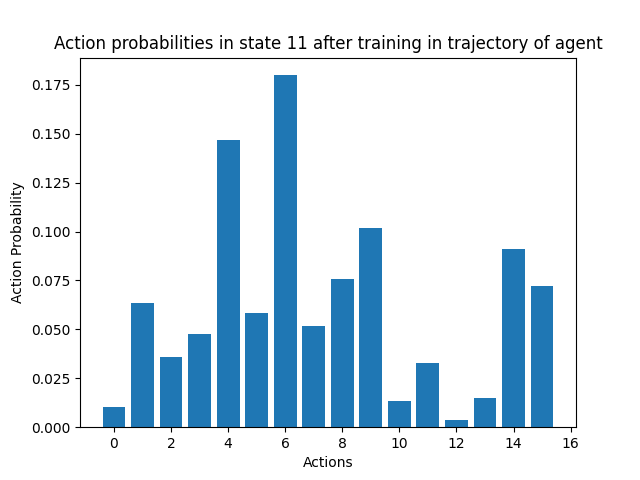 Action probabilities in state 11 after training in trajectory of agent
0.175
0.150
0.125
0.100
0.075
0.050
0.025
0.000
Action Probability
0 2 4 6 8 10 12 14 16
Actions